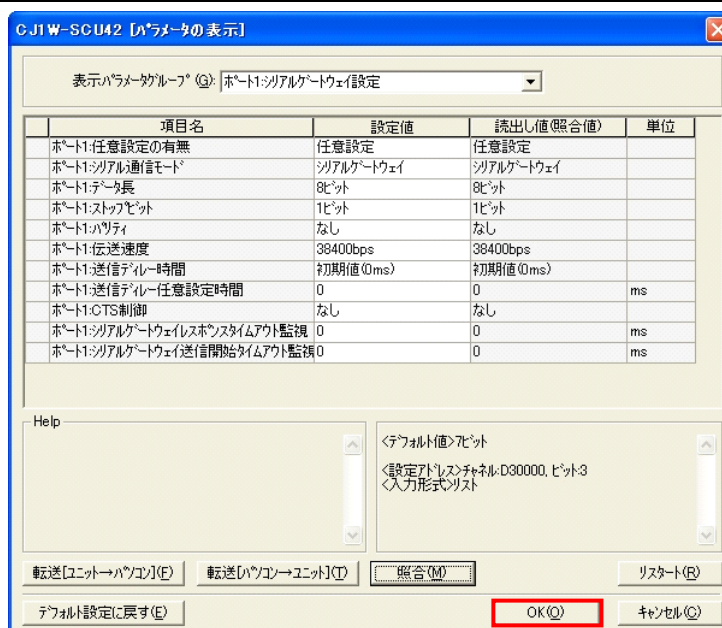 CJ1W-SCU42 [ﾊﾟﾗﾒｰﾀの表示]
表示ﾊﾟﾗﾒｰﾀｸﾞﾙｰﾌﾟ(G): ﾎﾟｰﾄ1:ｼﾘｱﾙｹﾞｰﾄｳｪｲ設定
項目名 設定値 読出し値(照合値) 単位
ﾎﾟｰﾄ1:任意設定の有無 任意設定 任意設定
ﾎﾟｰﾄ1:ｼﾘｱﾙ通信ﾓｰﾄﾞ ｼﾘｱﾙｹﾞｰﾄｳｪｲ ｼﾘｱﾙｹﾞｰﾄｳｪｲ
ﾎﾟｰﾄ1:ﾃﾞｰﾀ長 8ﾋﾞｯﾄ 8ﾋﾞｯﾄ
ﾎﾟｰﾄ1:ｽﾄｯﾌﾟﾋﾞｯﾄ 1ﾋﾞｯﾄ 1ﾋﾞｯﾄ
ﾎﾟｰﾄ1:ﾊﾟﾘﾃｨ なし なし
ﾎﾟｰﾄ1:伝送速度 38400bps 38400bps
ﾎﾟｰﾄ1:送信ﾃﾞｨﾚｰ時間 初期値(0ms) 初期値(0ms)
ﾎﾟｰﾄ1:送信ﾃﾞｨﾚｰ任意設定時間 0 0 ms
ﾎﾟｰﾄ1:CTS制御 なし なし
ﾎﾟｰﾄ1:ｼﾘｱﾙｹﾞｰﾄｳｪｲﾚｽﾎﾟﾝｽﾀｲﾑｱｳﾄ監視 0 0 ms
ﾎﾟｰﾄ1:ｼﾘｱﾙｹﾞｰﾄｳｪｲ送信開始ﾀｲﾑｱｳﾄ監視 0 0 ms
Help
<ﾃﾞﾌｫﾙﾄ値>7ﾋﾞｯﾄ
<設定ｱﾄﾞﾚｽ>ﾁｬﾈﾙ:D30000, ﾋﾞｯﾄ:3
<入力形式>ﾘｽﾄ
転送[ﾕﾆｯﾄ→ﾊﾟｿｺﾝ](F) 転送[ﾊﾟｿｺﾝ→ﾕﾆｯﾄ](T) 照合(M) ﾘｽﾀｰﾄ(R)
ﾃﾞﾌｫﾙﾄ設定に戻す(E) OK(O) ｷｬﾝｾﾙ(C)